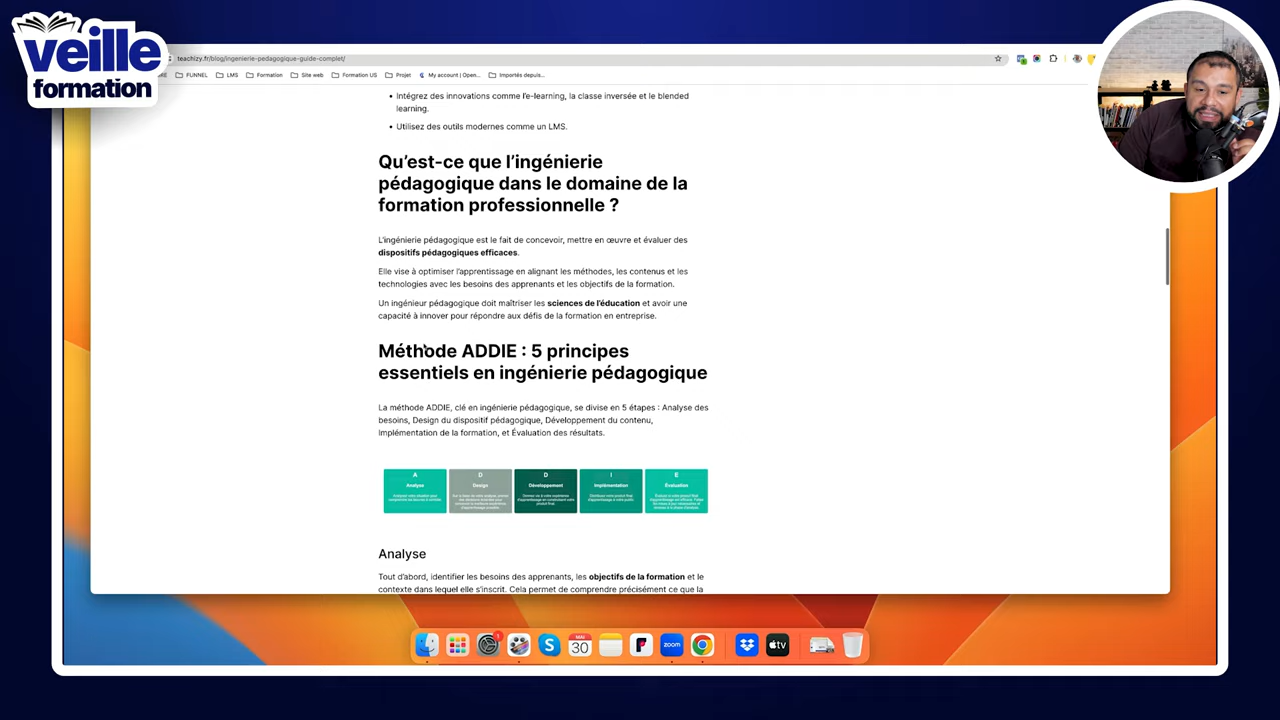 veille
formation
teachizy.fr/blog/ingenierie-pedagogique-guide-complet/
FUNNEL
LMS
Formation
Site web
Formation US
Projet
My account | Open...
Importés depuis...
• Intégrez des innovations comme l'e-learning, la classe inversée et le blended
learning.
• Utilisez des outils modernes comme un LMS.
Qu'est-ce que l'ingénierie
pédagogique dans le domaine de la
formation professionnelle ?
L'ingénierie pédagogique est le fait de concevoir, mettre en œuvre et évaluer des
dispositifs pédagogiques efficaces.
Elle vise à optimiser l'apprentissage en alignant les méthodes, les contenus et les
technologies avec les besoins des apprenants et les objectifs de la formation.
Un ingénieur pédagogique doit maîtriser les sciences de l'éducation et avoir une
capacité à innover pour répondre aux défis de la formation en entreprise.
Méthode ADDIE : 5 principes
essentiels en ingénierie pédagogique
La méthode ADDIE, clé en ingénierie pédagogique, se divise en 5 étapes : Analyse des
besoins, Design du dispositif pédagogique, Développement du contenu,
Implémentation de la formation, et Évaluation des résultats.
A D D I E
Analyse Design Développement Implémentation Évaluation
Analyse
Tout d'abord, identifier les besoins des apprenants, les objectifs de la formation et le
contexte dans lequel elle s'inscrit. Cela permet de comprendre précisément ce que la
MAI
30
zoom
tv